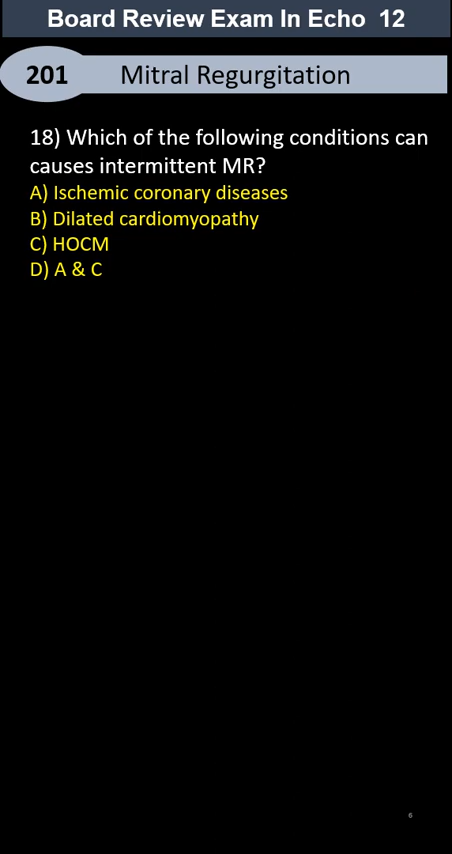 Board Review Exam In Echo 12
201 Mitral Regurgitation
18) Which of the following conditions can
causes intermittent MR?
A) Ischemic coronary diseases
B) Dilated cardiomyopathy
C) HOCM
D) A & C
6